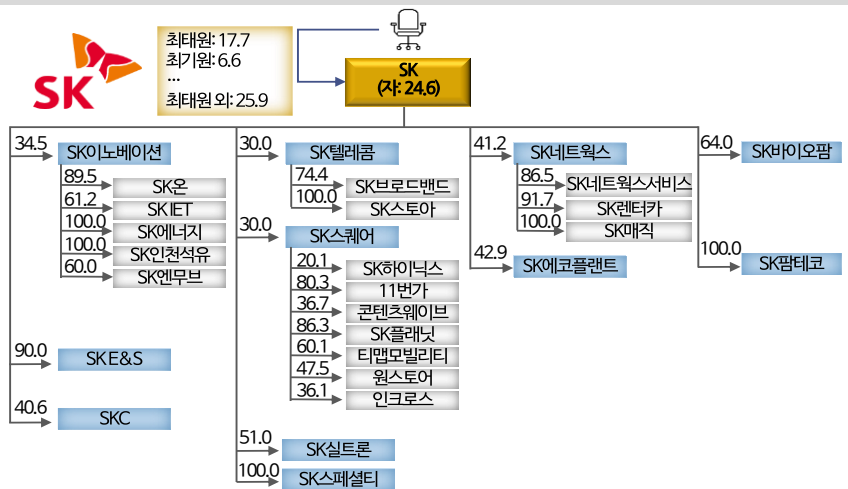 SK
최태원: 17.7
최기원: 6.6
...
최태원 외: 25.9
SK
(자: 24.6)
34.5
SK이노베이션
89.5
SK온
61.2
SK IET
100.0
SK에너지
100.0
SK인천석유
60.0
SK엔무브
90.0
SK E&S
40.6
SKC
30.0
SK텔레콤
74.4
SK브로드밴드
100.0
SK스토아
30.0
SK스퀘어
20.1
SK하이닉스
80.3
11번가
36.7
콘텐츠웨이브
86.3
SK플래닛
60.1
티맵모빌리티
47.5
원스토어
36.1
인크로스
51.0
SK실트론
100.0
SK스페셜티
41.2
SK네트웍스
86.5
SK네트웍스서비스
91.7
SK렌터카
100.0
SK매직
42.9
SK에코플랜트
64.0
SK바이오팜
100.0
SK팜테코